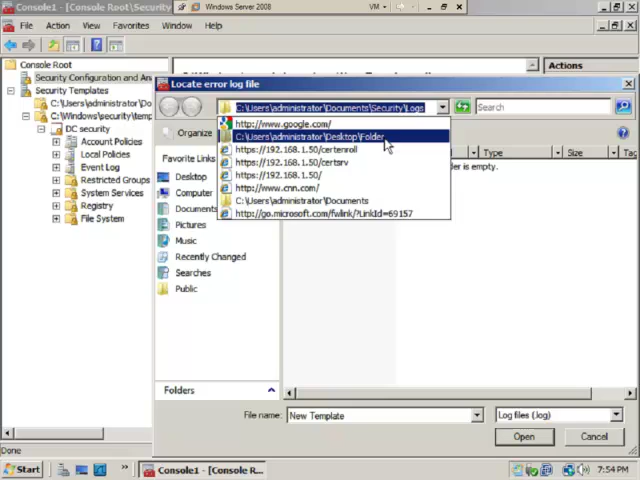 Console1 - [Console Root\Security
Windows Server 2008
VM
File Action View Favorites Window Help
Console Root
Security Configuration and Ana
Security Templates
C:\Users\administrator\Do
C:\Windows\security\temp
DC security
Account Policies
Local Policies
Event Log
Restricted Groups
System Services
Registry
File System
Actions
Locate error log file
C:\Users\administrator\Documents\Security\Logs
Search
http://www.google.com/
C:\Users\administrator\Desktop\Folder
https://192.168.1.50/certenroll
https://192.168.1.50/certsrv
https://192.168.1.50/
http://www.cnn.com/
C:\Users\administrator\Documents
http://go.microsoft.com/fwlink/?LinkId=69157
Organize
Favorite Links
Desktop
Computer
Documents
Pictures
Music
Recently Changed
Searches
Public
Type
Size
Tags
der is empty.
Folders
File name:
New Template
Log files (.log)
Open
Cancel
Done
Start
Console1 - [Console R...
7:54 PM